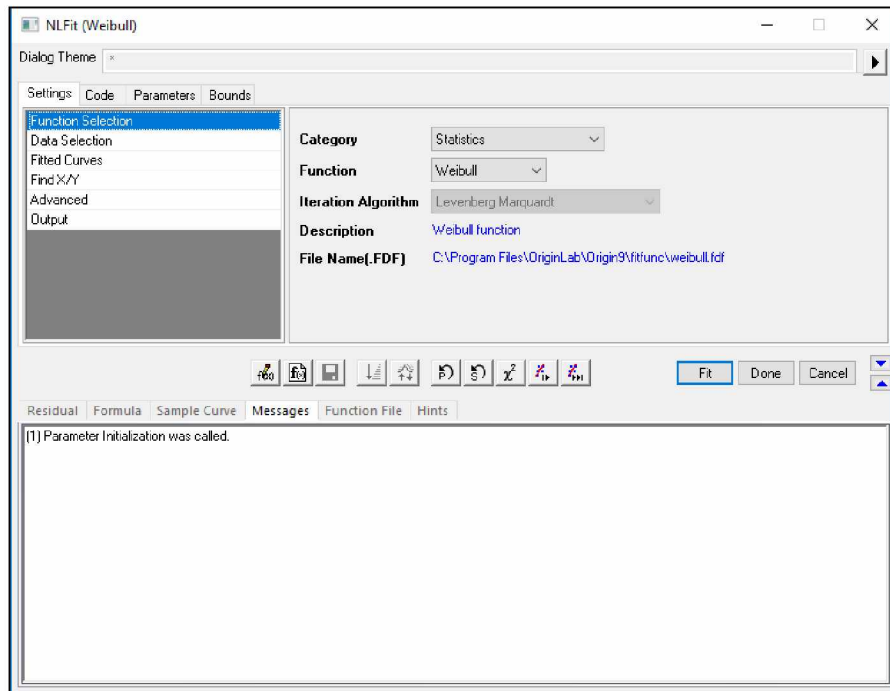 NLFit (Weibull)
Dialog Theme *
Settings Code Parameters Bounds
Function Selection
Data Selection
Fitted Curves
Find X/Y
Advanced
Output
Category Statistics
Function Weibull
Iteration Algorithm Levenberg Marquardt
Description Weibull function
File Name(.FDF) C:\Program Files\OriginLab\Origin9\fitfunc\weibull.fdf
Fit Done Cancel
Residual Formula Sample Curve Messages Function File Hints
(1) Parameter Initialization was called.